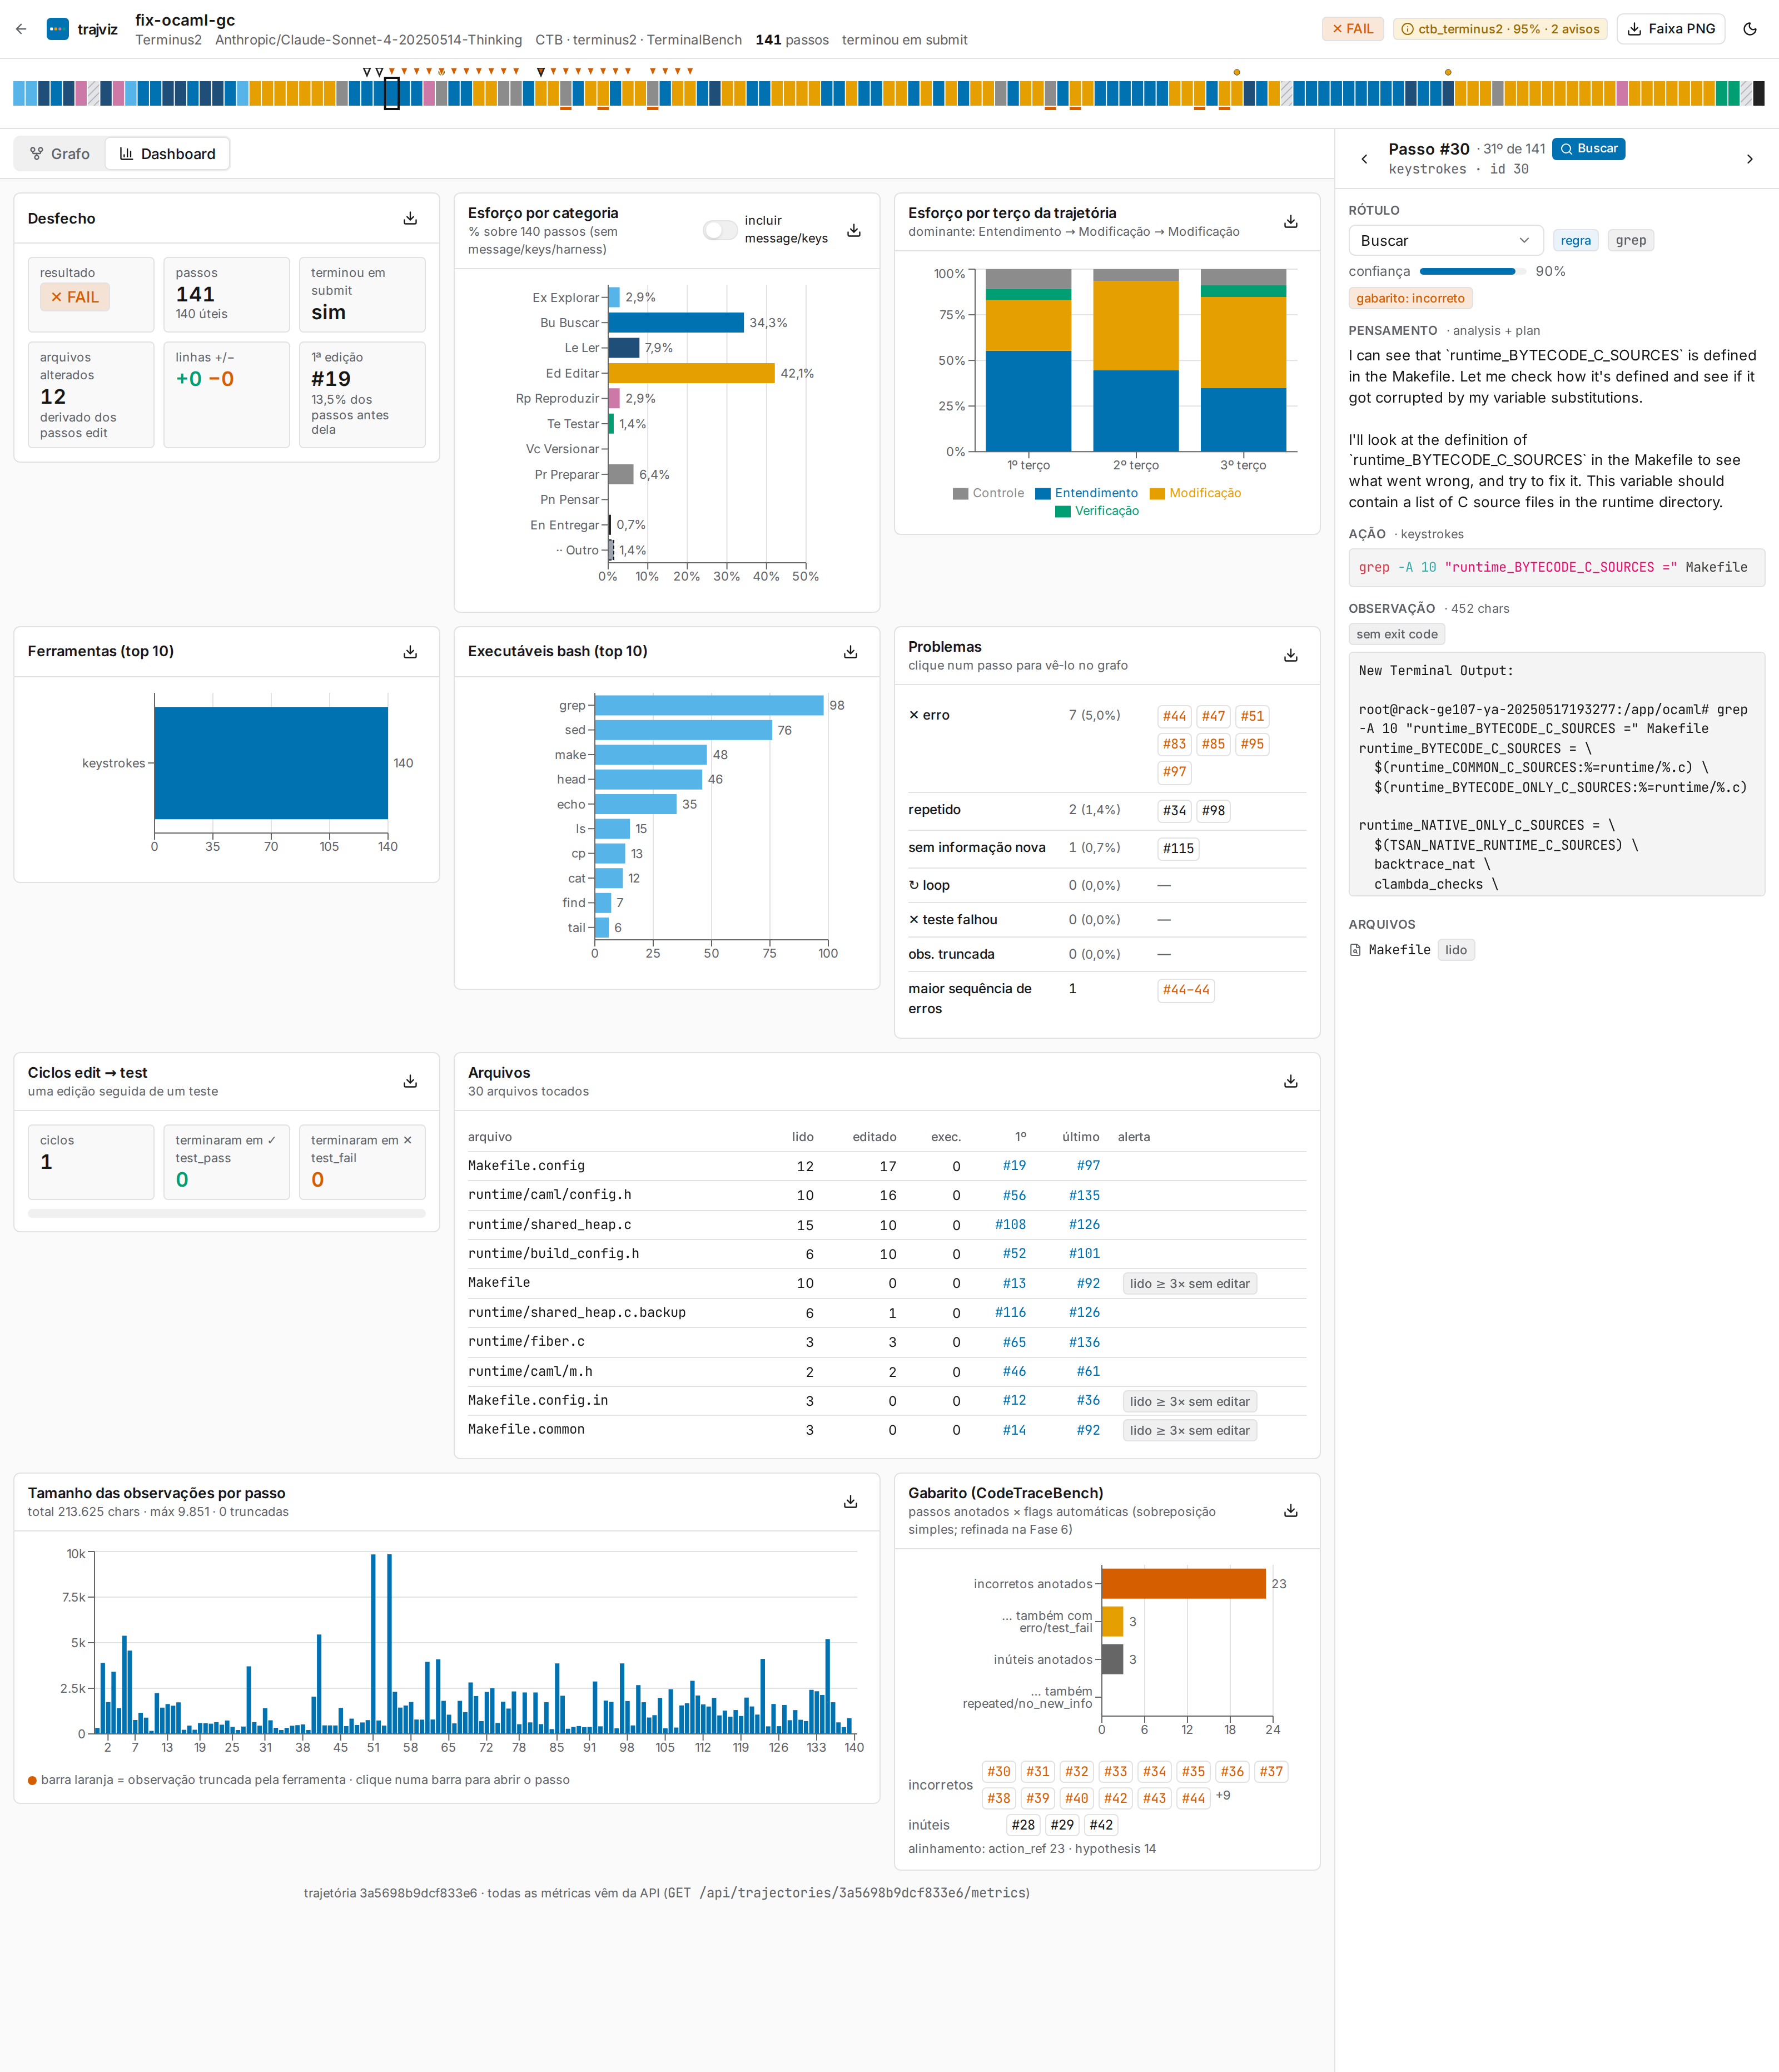 fix-ocaml-gc
trajviz
Terminus2 Anthropic/Claude-Sonnet-4-20250514-Thinking CTB · terminus2 · TerminalBench 141 passos terminou em submit
✕ FAIL
ctb_terminus2 · 95% · 2 avisos
Faixa PNG
Grafo
Dashboard
Desfecho
resultado
✕ FAIL
passos
141
140 úteis
terminou em
submit
sim
arquivos
alterados
12
derivado dos
passos edit
linhas +/−
+0 −0
1ª edição
#19
13,5% dos
passos antes
dela
Esforço por categoria
% sobre 140 passos (sem
message/keys/harness)
incluir
message/keys
Ex Explorar 2,9%
Bu Buscar 34,3%
Le Ler 7,9%
Ed Editar 42,1%
Rp Reproduzir 2,9%
Te Testar 1,4%
Vc Versionar
Pr Preparar 6,4%
Pn Pensar
En Entregar 0,7%
·· Outro 1,4%
0% 10% 20% 30% 40% 50%
Esforço por terço da trajetória
dominante: Entendimento → Modificação → Modificação
100%
75%
50%
25%
0%
1º terço 2º terço 3º terço
Controle Entendimento Modificação
Verificação
Ferramentas (top 10)
keystrokes 140
0 35 70 105 140
Executáveis bash (top 10)
grep 98
sed 76
make 48
head 46
echo 35
ls 15
cp 13
cat 12
find 7
tail 6
0 25 50 75 100
Problemas
clique num passo para vê-lo no grafo
✕ erro 7 (5,0%) #44 #47 #51
#83 #85 #95
#97
repetido 2 (1,4%) #34 #98
sem informação nova 1 (0,7%) #115
↻ loop 0 (0,0%) —
✕ teste falhou 0 (0,0%) —
obs. truncada 0 (0,0%) —
maior sequência de
erros 1 #44–44
Ciclos edit → test
uma edição seguida de um teste
ciclos
1
terminaram em ✓
test_pass
0
terminaram em ✕
test_fail
0
Arquivos
30 arquivos tocados
arquivo lido editado exec. 1º último alerta
Makefile.config 12 17 0 #19 #97
runtime/caml/config.h 10 16 0 #56 #135
runtime/shared_heap.c 15 10 0 #108 #126
runtime/build_config.h 6 10 0 #52 #101
Makefile 10 0 0 #13 #92 lido ≥ 3× sem editar
runtime/shared_heap.c.backup 6 1 0 #116 #126
runtime/fiber.c 3 3 0 #65 #136
runtime/caml/m.h 2 2 0 #46 #61
Makefile.config.in 3 0 0 #12 #36 lido ≥ 3× sem editar
Makefile.common 3 0 0 #14 #92 lido ≥ 3× sem editar
Tamanho das observações por passo
total 213.625 chars · máx 9.851 · 0 truncadas
10k
7.5k
5k
2.5k
0
2 7 13 19 25 31 38 45 51 58 65 72 78 85 91 98 105 112 119 126 133 140
barra laranja = observação truncada pela ferramenta · clique numa barra para abrir o passo
Gabarito (CodeTraceBench)
passos anotados × flags automáticas (sobreposição
simples; refinada na Fase 6)
incorretos anotados 23
... também com
erro/test_fail 3
inúteis anotados 3
... também
repeated/no_new_info
0 6 12 18 24
incorretos #30 #31 #32 #33 #34 #35 #36 #37
#38 #39 #40 #42 #43 #44 +9
inúteis #28 #29 #42
alinhamento: action_ref 23 · hypothesis 14
trajetória 3a5698b9dcf833e6 · todas as métricas vêm da API (GET /api/trajectories/3a5698b9dcf833e6/metrics)
Passo #30 · 31º de 141 Buscar
keystrokes · id 30
RÓTULO
Buscar regra grep
confiança 90%
gabarito: incorreto
PENSAMENTO · analysis + plan
I can see that `runtime_BYTECODE_C_SOURCES` is defined
in the Makefile. Let me check how it's defined and see if it
got corrupted by my variable substitutions.
I'll look at the definition of
`runtime_BYTECODE_C_SOURCES` in the Makefile to see
what went wrong, and try to fix it. This variable should
contain a list of C source files in the runtime directory.
AÇÃO · keystrokes
grep -A 10 "runtime_BYTECODE_C_SOURCES =" Makefile
OBSERVAÇÃO · 452 chars
sem exit code
New Terminal Output:
root@rack-ge107-ya-20250517193277:/app/ocaml# grep
-A 10 "runtime_BYTECODE_C_SOURCES =" Makefile
runtime_BYTECODE_C_SOURCES = \
$(runtime_COMMON_C_SOURCES:%=runtime/%.c) \
$(runtime_BYTECODE_ONLY_C_SOURCES:%=runtime/%.c)
runtime_NATIVE_ONLY_C_SOURCES = \
$(TSAN_NATIVE_RUNTIME_C_SOURCES) \
backtrace_nat \
clambda_checks \
ARQUIVOS
Makefile lido